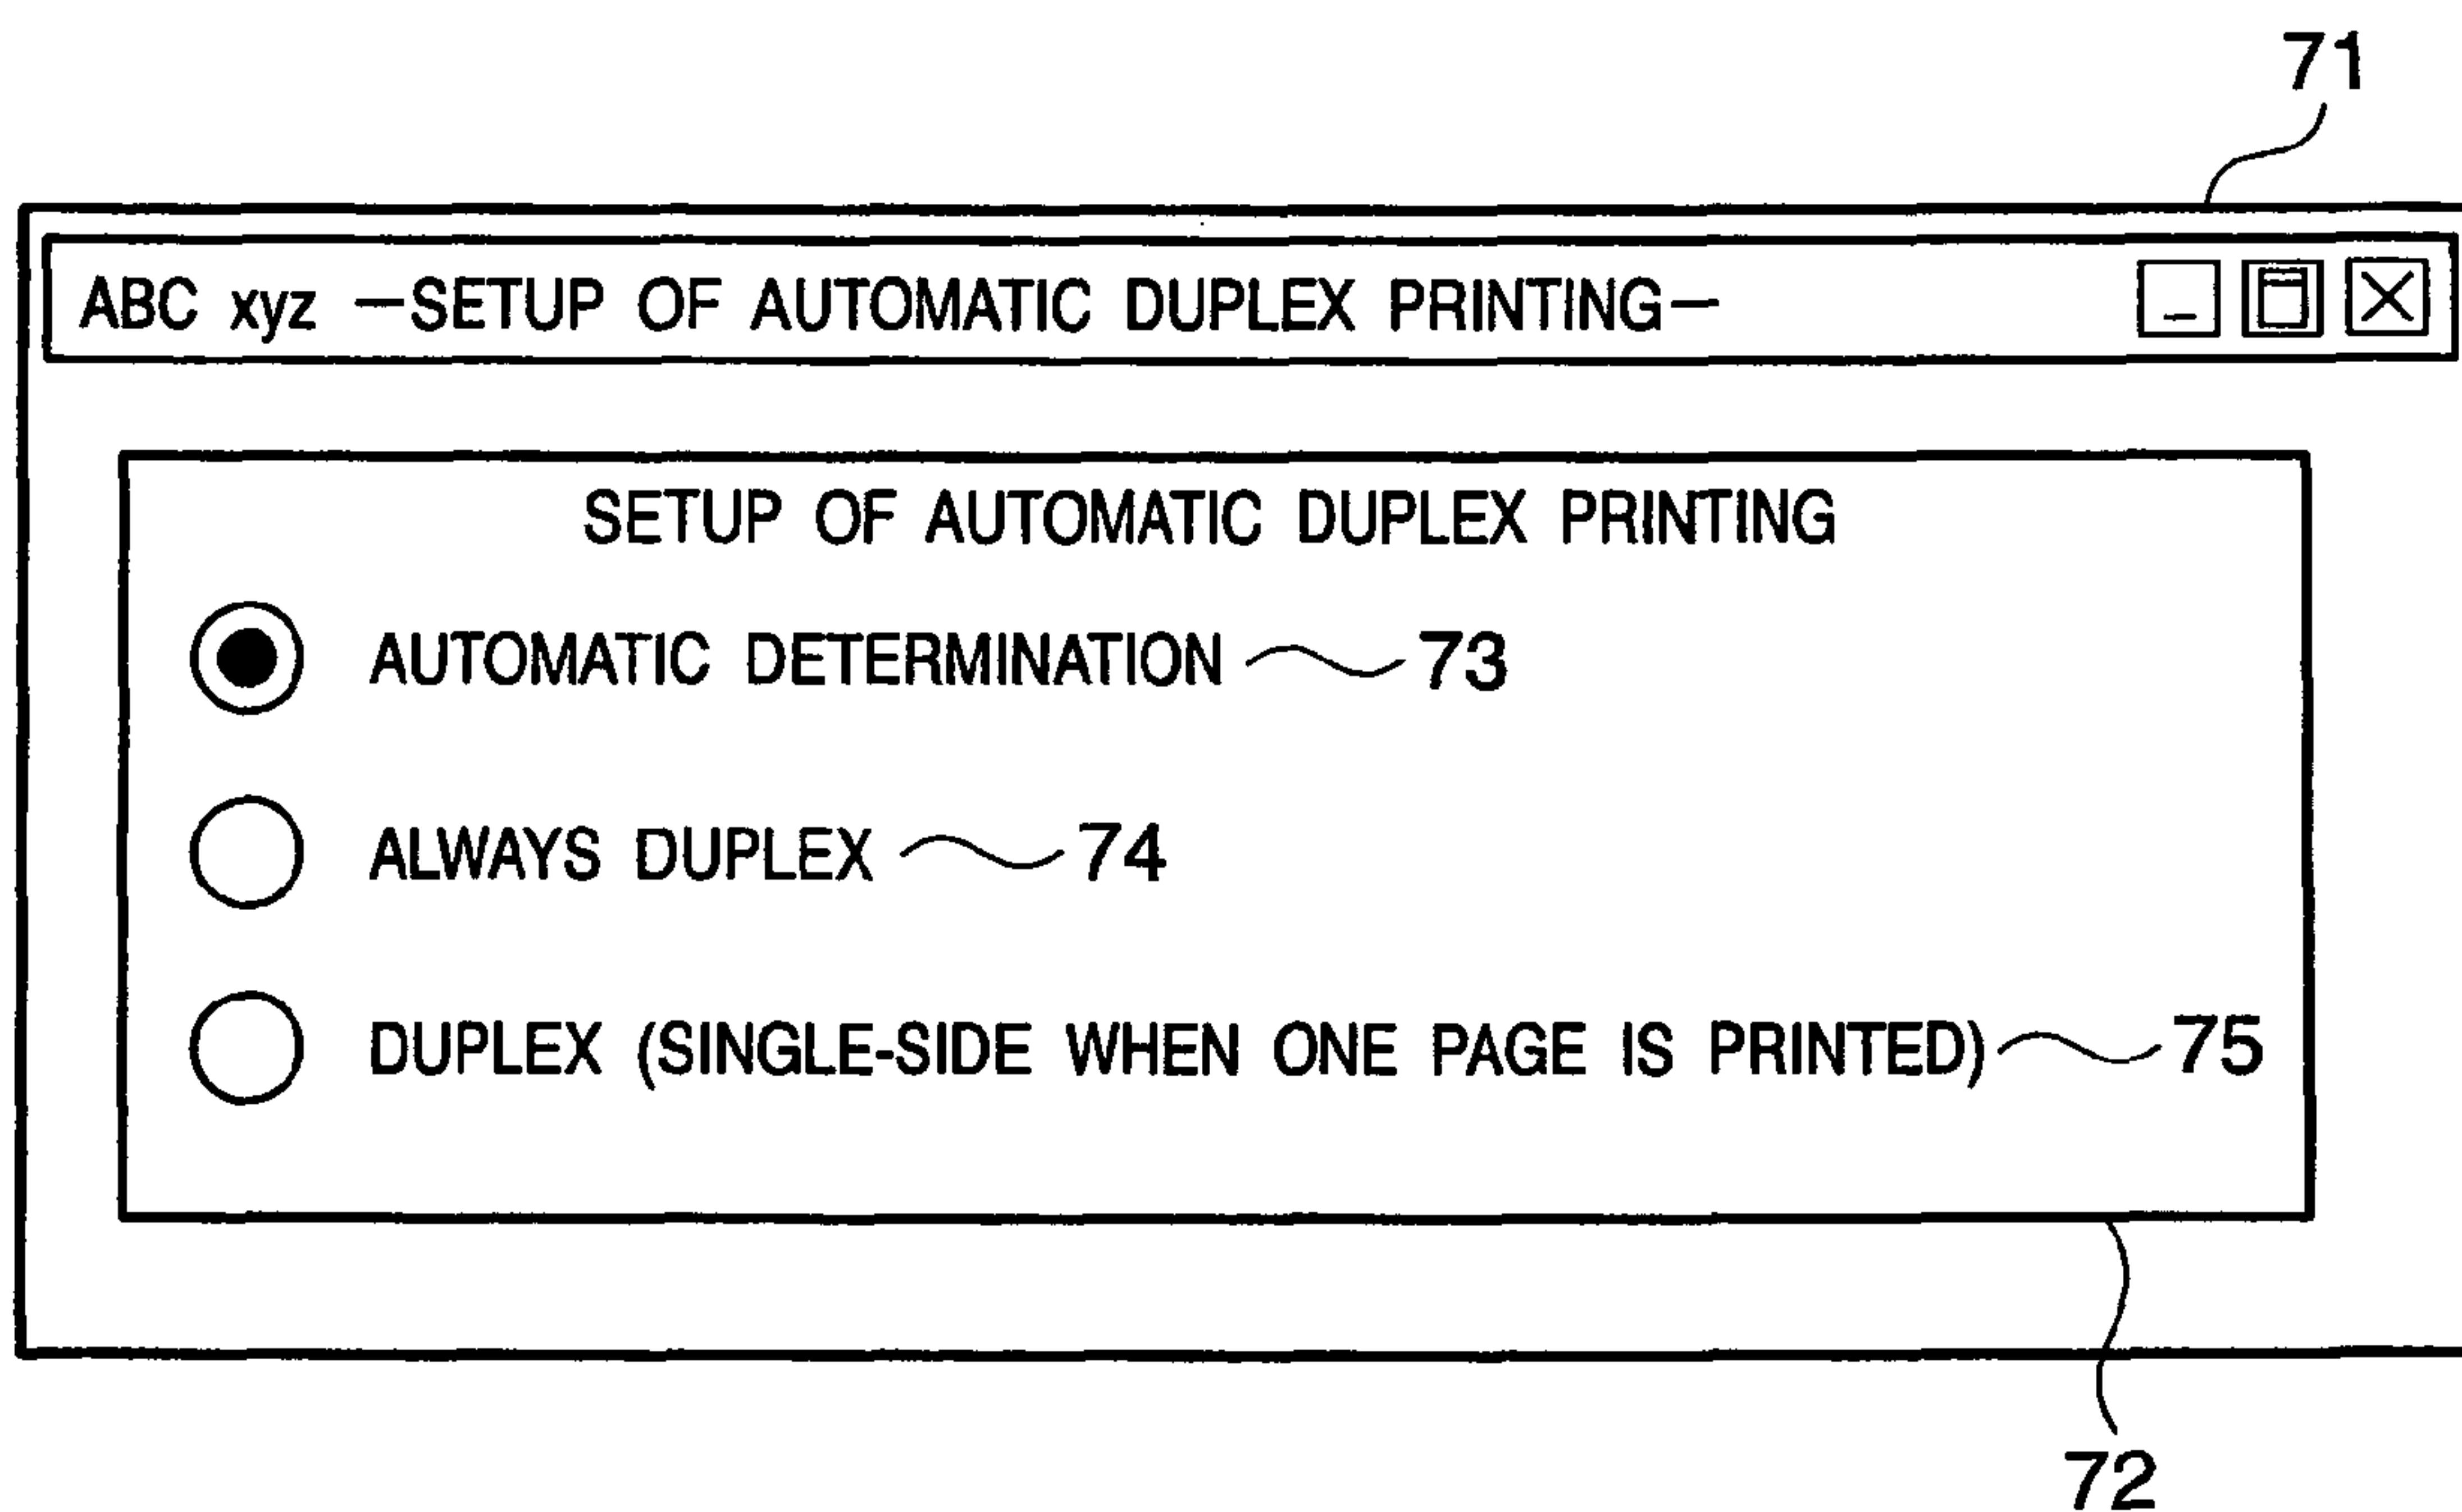 71
ABC xyz —SETUP OF AUTOMATIC DUPLEX PRINTING—
SETUP OF AUTOMATIC DUPLEX PRINTING
AUTOMATIC DETERMINATION 73
ALWAYS DUPLEX 74
DUPLEX (SINGLE-SIDE WHEN ONE PAGE IS PRINTED) 75
72